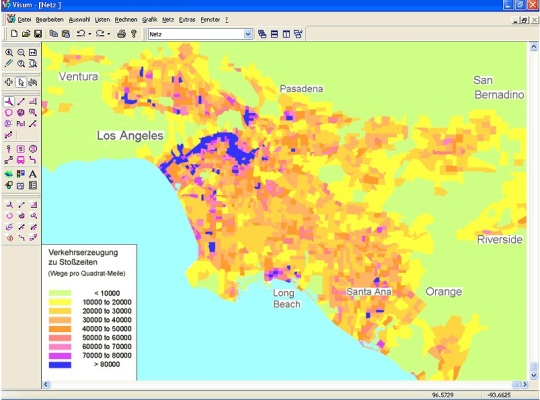 Visum - [Netz ]
Datei Bearbeiten Auswahl Listen Rechnen Grafik Netz Extras Fenster ?
Netz
Ventura
Pasadena
San
Bernadino
Los Angeles
Riverside
Verkehrserzeugung
zu Stoßzeiten
(Wege pro Quadrat-Meile)
< 10000
10000 to 20000
20000 to 30000
30000 to 40000
40000 to 50000
50000 to 60000
60000 to 70000
70000 to 80000
> 80000
Long
Beach
Santa Ana
Orange
96.5729 -93.6625